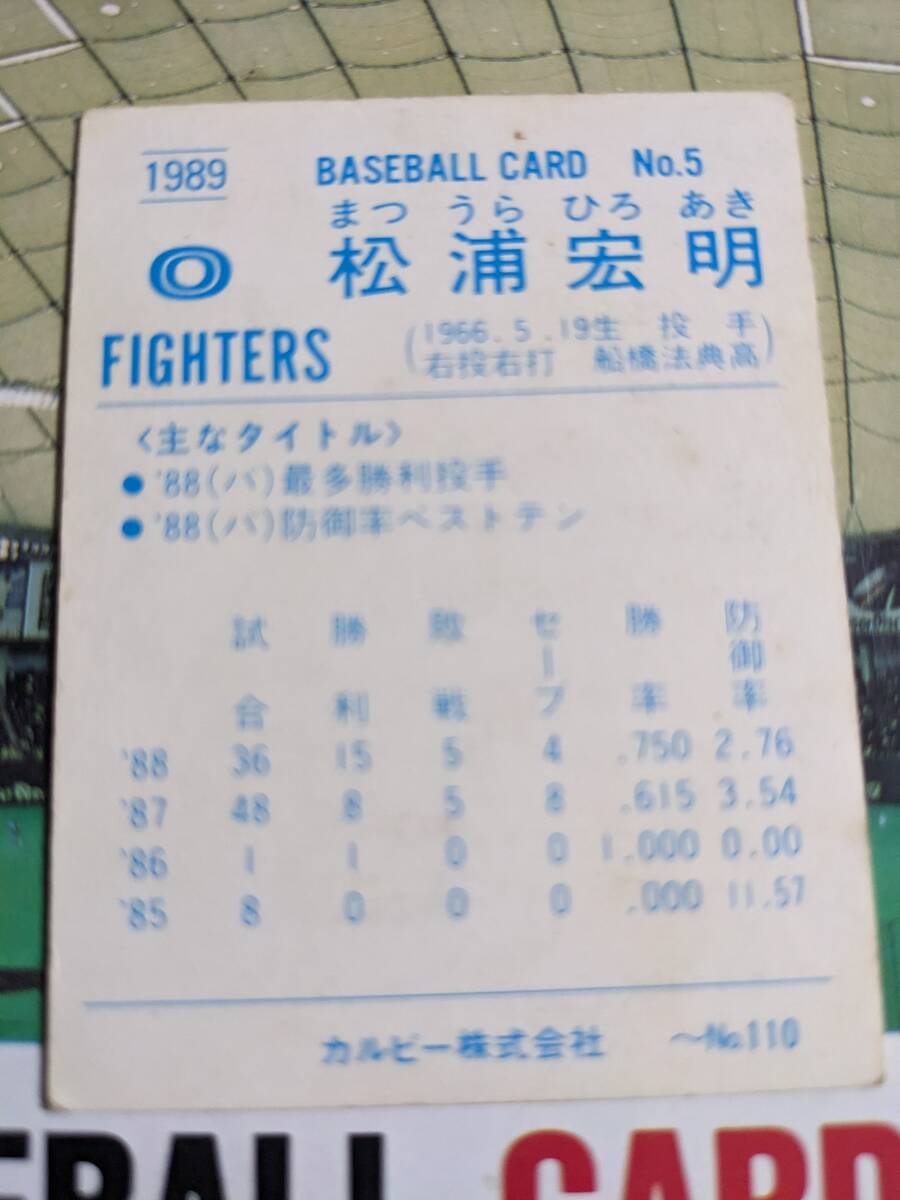 1989
BASEBALL CARD No.5
まつ うら ひろ あき
松浦宏明
FIGHTERS
(1966.5.19生 投手
右投右打 船橋法典高)
〈主なタイトル〉
●'88(パ)最多勝利投手
●'88(パ)防御率ベストテン
試合 勝利 敗戦 セーブ 勝率 防御率
'88 36 15 5 4 .750 2.76
'87 48 8 5 8 .615 3.54
'86 1 1 0 0 1.000 0.00
'85 8 0 0 0 .000 11.57
カルビー株式会社 〜No.110
EBALL CARD